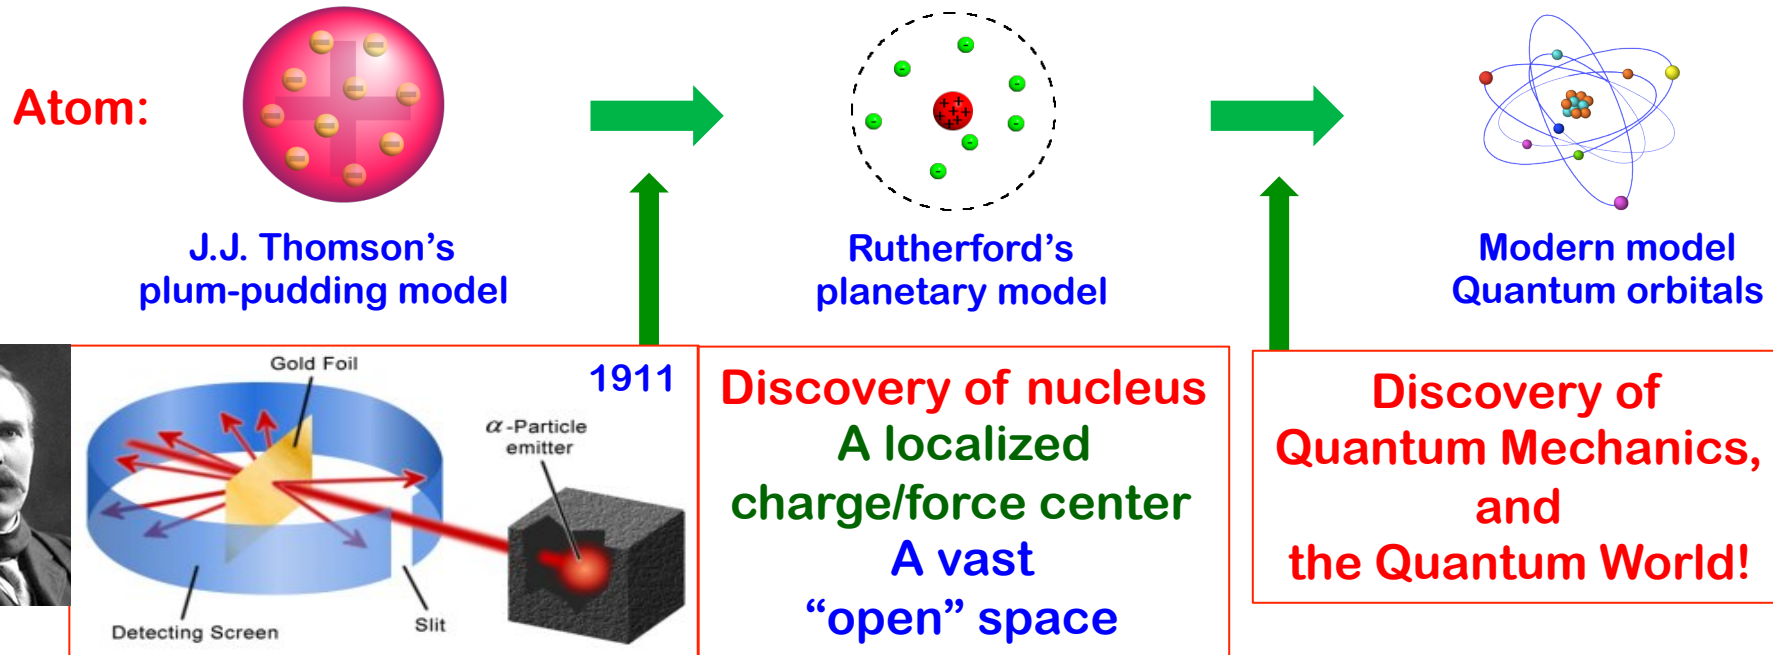 Atom:
J.J. Thomson’s
plum-pudding model
Rutherford’s
planetary model
Modern model
Quantum orbitals
Gold Foil
1911
α-Particle
emitter
Detecting Screen
Slit
Discovery of nucleus
A localized
charge/force center
A vast
“open” space
Discovery of
Quantum Mechanics,
and
the Quantum World!